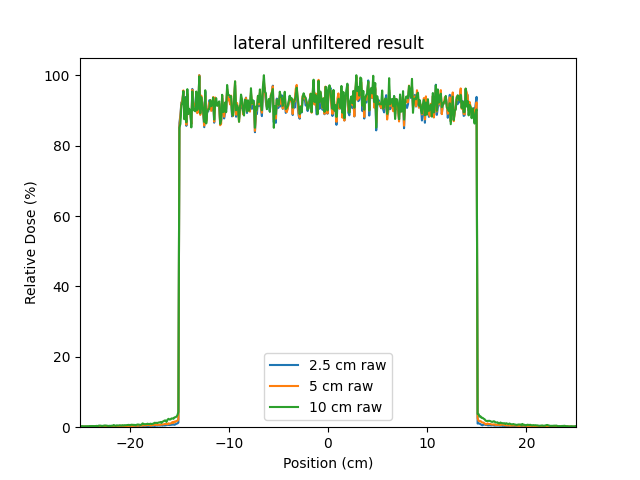 lateral unfiltered result
Relative Dose (%)
100
80
60
40
20
0
2.5 cm raw
5 cm raw
10 cm raw
−20
−10
0
10
20
Position (cm)